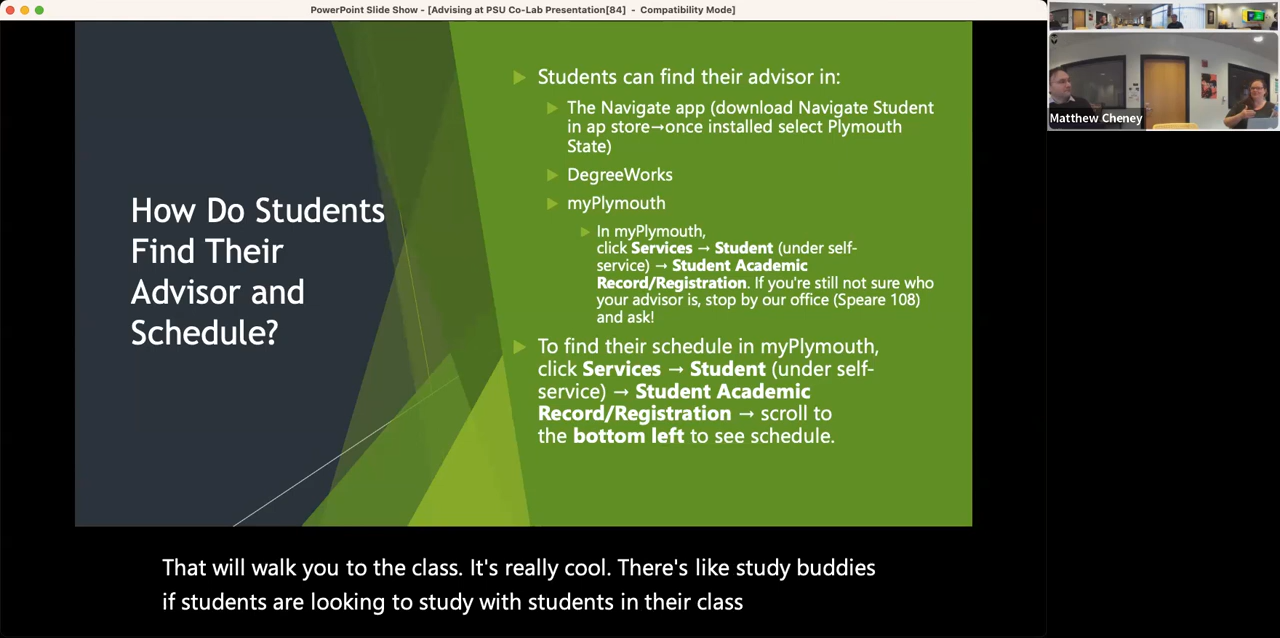 PowerPoint Slide Show - [Advising at PSU Co-Lab Presentation[84] - Compatibility Mode]
How Do Students
Find Their
Advisor and
Schedule?
Students can find their advisor in:
The Navigate app (download Navigate Student
in ap store→once installed select Plymouth
State)
DegreeWorks
myPlymouth
In myPlymouth,
click Services → Student (under self-
service) → Student Academic
Record/Registration. If you're still not sure who
your advisor is, stop by our office (Speare 108)
and ask!
To find their schedule in myPlymouth,
click Services → Student (under self-
service) → Student Academic
Record/Registration → scroll to
the bottom left to see schedule.
Matthew Cheney
That will walk you to the class. It's really cool. There's like study buddies
if students are looking to study with students in their class